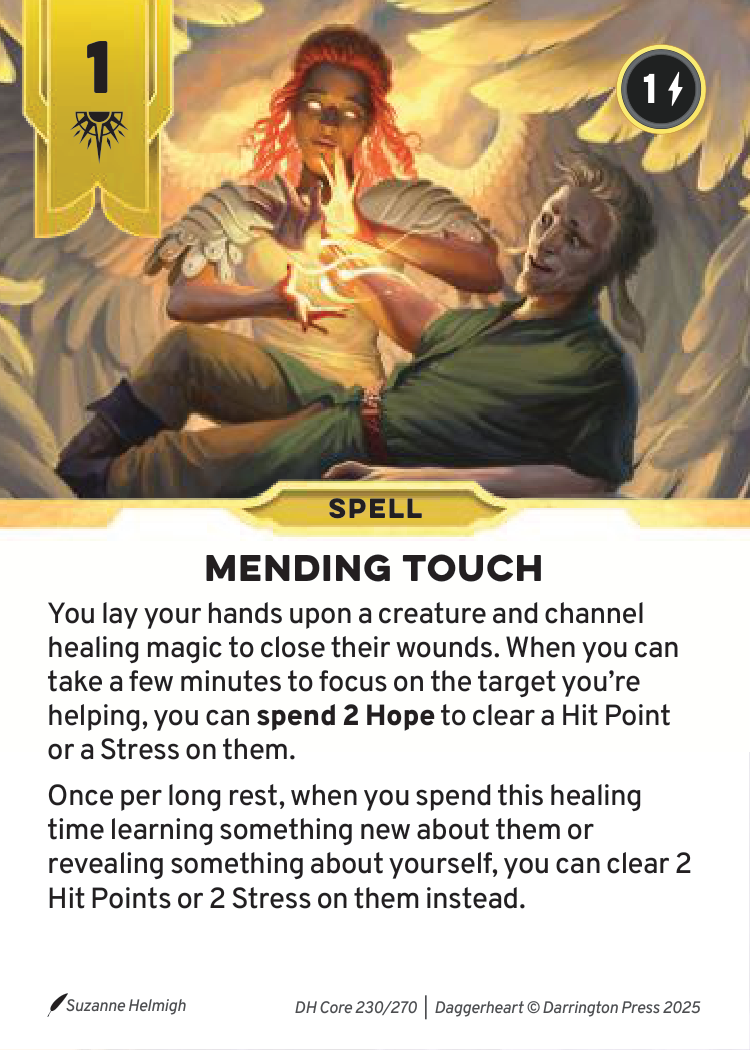 1
1
SPELL
MENDING TOUCH
You lay your hands upon a creature and channel
healing magic to close their wounds. When you can
take a few minutes to focus on the target you’re
helping, you can spend 2 Hope to clear a Hit Point
or a Stress on them.
Once per long rest, when you spend this healing
time learning something new about them or
revealing something about yourself, you can clear 2
Hit Points or 2 Stress on them instead.
Suzanne Helmigh
DH Core 230/270 | Daggerheart © Darrington Press 2025